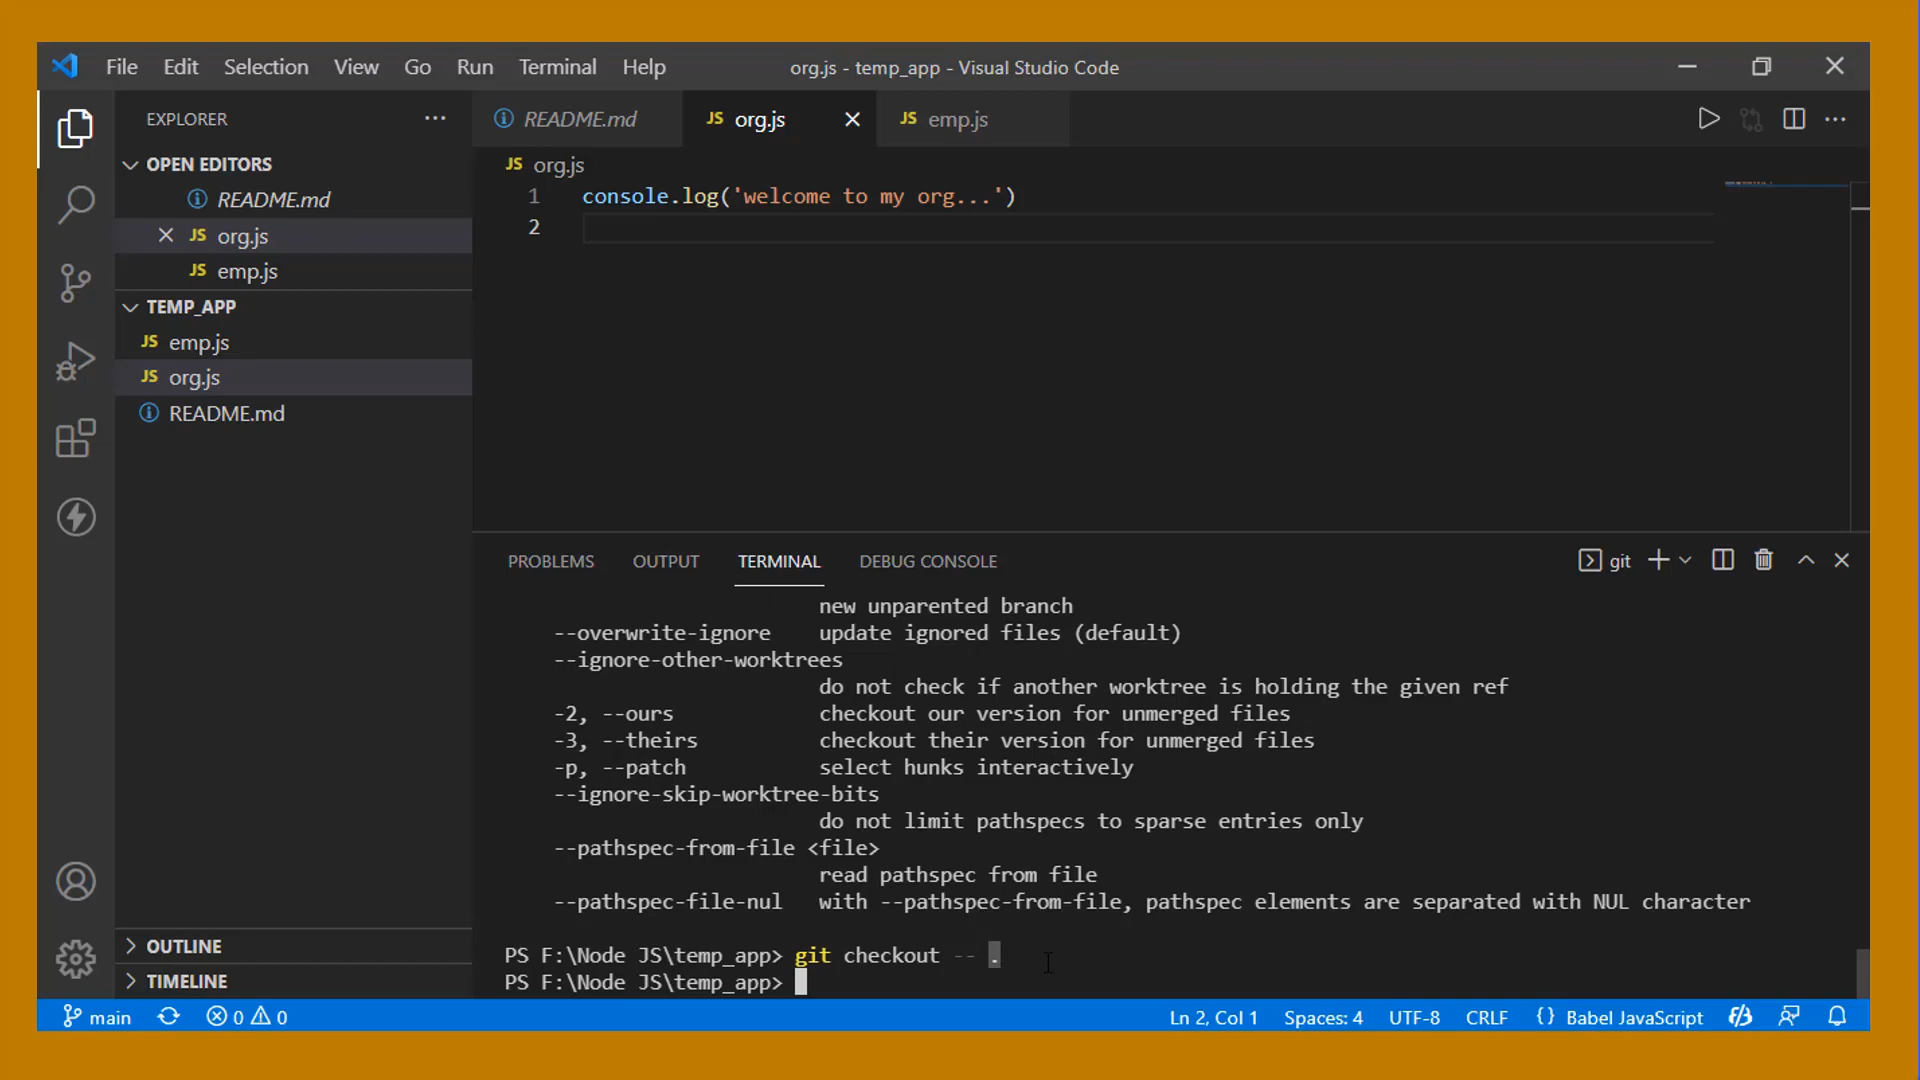 File Edit Selection View Go Run Terminal Help
org.js - temp_app - Visual Studio Code
EXPLORER
OPEN EDITORS
README.md
JS org.js
JS emp.js
TEMP_APP
JS emp.js
JS org.js
README.md
OUTLINE
TIMELINE
README.md
JS org.js
JS emp.js
JS org.js
1 console.log('welcome to my org...')
2
PROBLEMS OUTPUT TERMINAL DEBUG CONSOLE
git
new unparented branch
--overwrite-ignore update ignored files (default)
--ignore-other-worktrees
do not check if another worktree is holding the given ref
-2, --ours checkout our version for unmerged files
-3, --theirs checkout their version for unmerged files
-p, --patch select hunks interactively
--ignore-skip-worktree-bits
do not limit pathspecs to sparse entries only
--pathspec-from-file <file>
read pathspec from file
--pathspec-file-nul with --pathspec-from-file, pathspec elements are separated with NUL character
PS F:\Node JS\temp_app> git checkout -- .
PS F:\Node JS\temp_app>
main 0 0 Ln 2, Col 1 Spaces: 4 UTF-8 CRLF {} Babel JavaScript